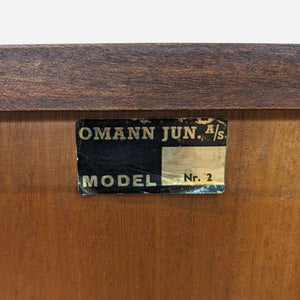 OMANN JUN. A/S
MODEL Nr. 2